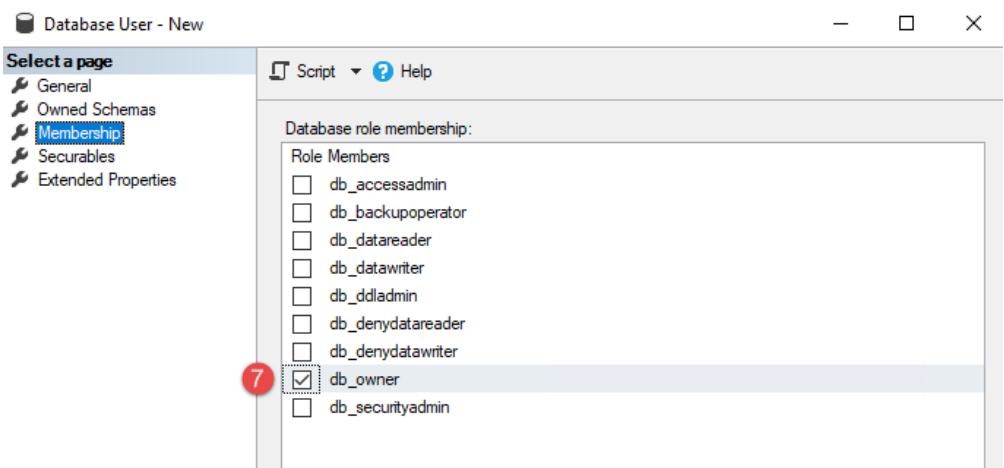 Database User - New
Select a page
General
Owned Schemas
Membership
Securables
Extended Properties
Script
Help
Database role membership:
Role Members
db_accessadmin
db_backupoperator
db_datareader
db_datawriter
db_ddladmin
db_denydatareader
db_denydatawriter
7 db_owner
db_securityadmin